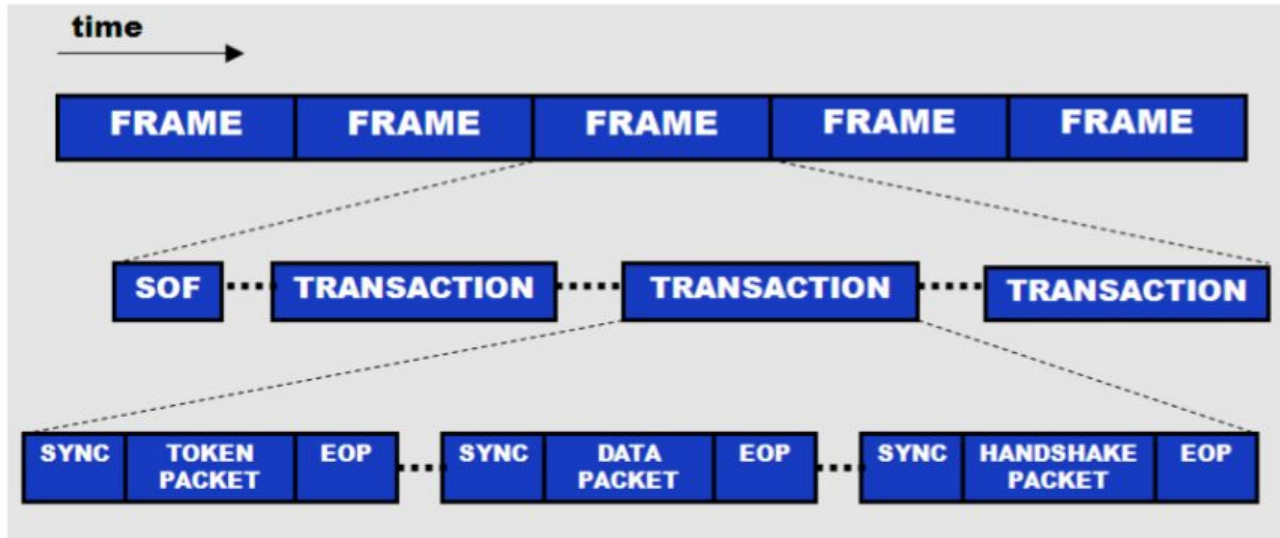 time
FRAME FRAME FRAME FRAME FRAME
SOF TRANSACTION TRANSACTION TRANSACTION
SYNC TOKEN EOP SYNC DATA EOP SYNC HANDSHAKE EOP
PACKET PACKET PACKET